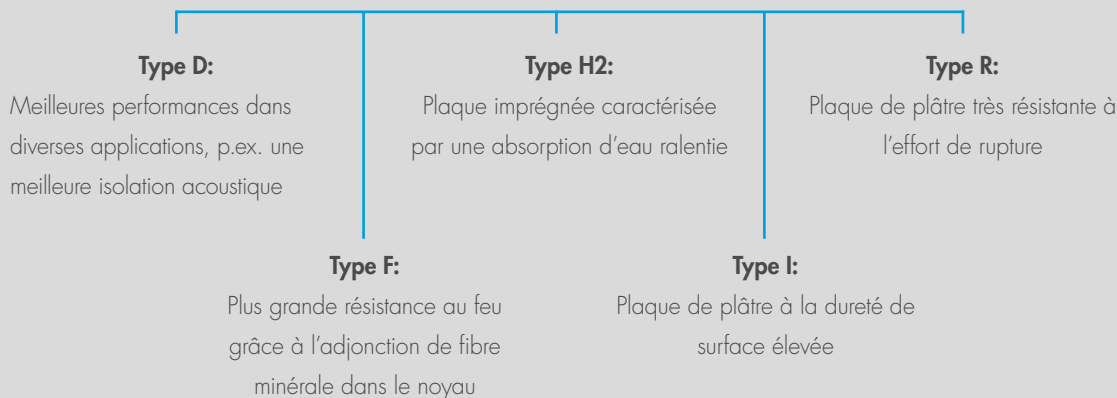 Type D:
Meilleures performances dans
diverses applications, p.ex. une
meilleure isolation acoustique
Type H2:
Plaque imprégnée caractérisée
par une absorption d’eau ralentie
Type R:
Plaque de plâtre très résistante à
l’effort de rupture
Type F:
Plus grande résistance au feu
grâce à l’adjonction de fibre
minérale dans le noyau
Type I:
Plaque de plâtre à la dureté de
surface élevée